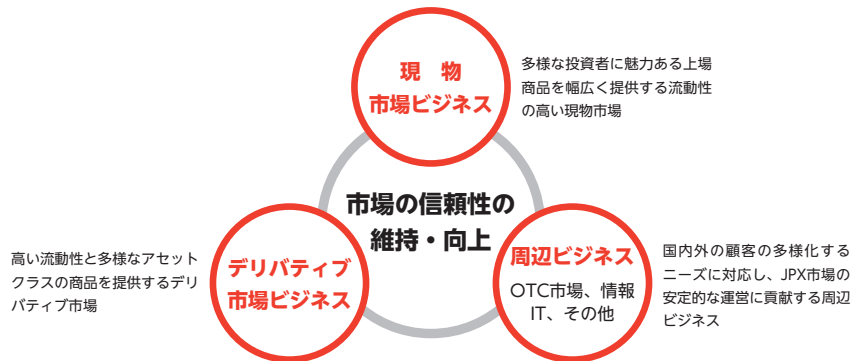 現 物
市場ビジネス
多様な投資者に魅力ある上場
商品を幅広く提供する流動性
の高い現物市場
市場の信頼性の
維持・向上
高い流動性と多様なアセット
クラスの商品を提供するデリ
バティブ市場
デリバティブ
市場ビジネス
周辺ビジネス
OTC市場、情報
IT、その他
国内外の顧客の多様化する
ニーズに対応し、JPX市場の
安定的な運営に貢献する周辺
ビジネス